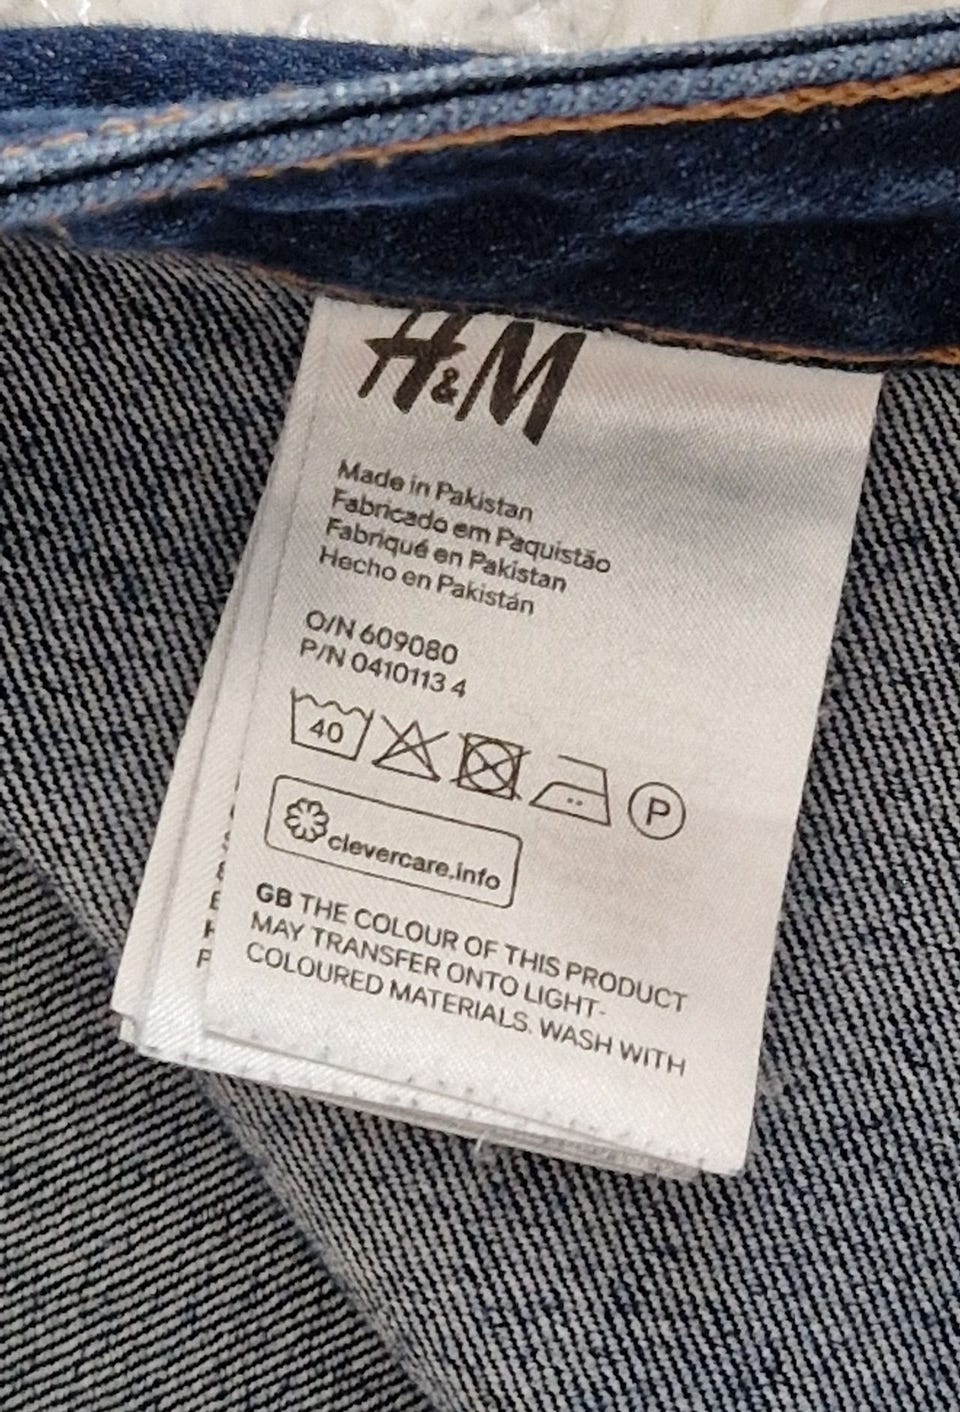 H&M
Made in Pakistan
Fabricado em Paquistão
Fabriqué en Pakistan
Hecho en Pakistán
O/N 609080
P/N 0410113 4
40 P
clevercare.info
GB THE COLOUR OF THIS PRODUCT
MAY TRANSFER ONTO LIGHT-
COLOURED MATERIALS. WASH WITH